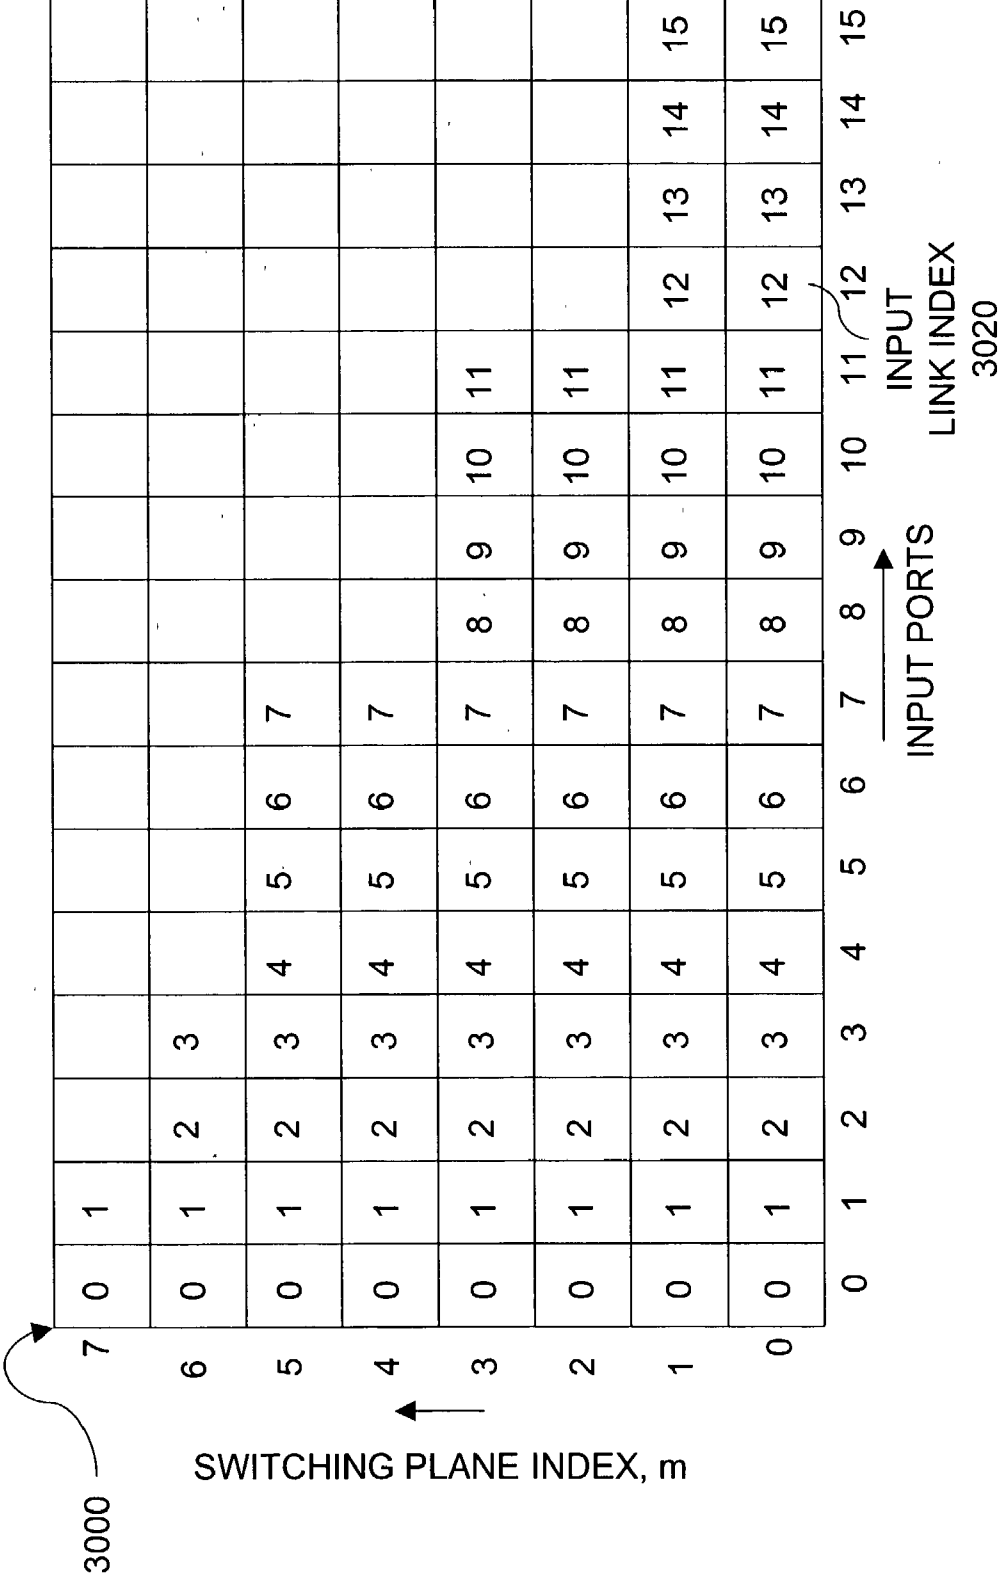 3000
SWITCHING PLANE INDEX, m
7 0 1
6 0 1 2 3
5 0 1 2 3 4 5 6 7
4 0 1 2 3 4 5 6 7
3 0 1 2 3 4 5 6 7 8 9 10 11
2 0 1 2 3 4 5 6 7 8 9 10 11
1 0 1 2 3 4 5 6 7 8 9 10 11 12 13 14 15
0 0 1 2 3 4 5 6 7 8 9 10 11 12 13 14 15
0 1 2 3 4 5 6 7 8 9 10 11 12 13 14 15
INPUT PORTS
INPUT
LINK INDEX
3020